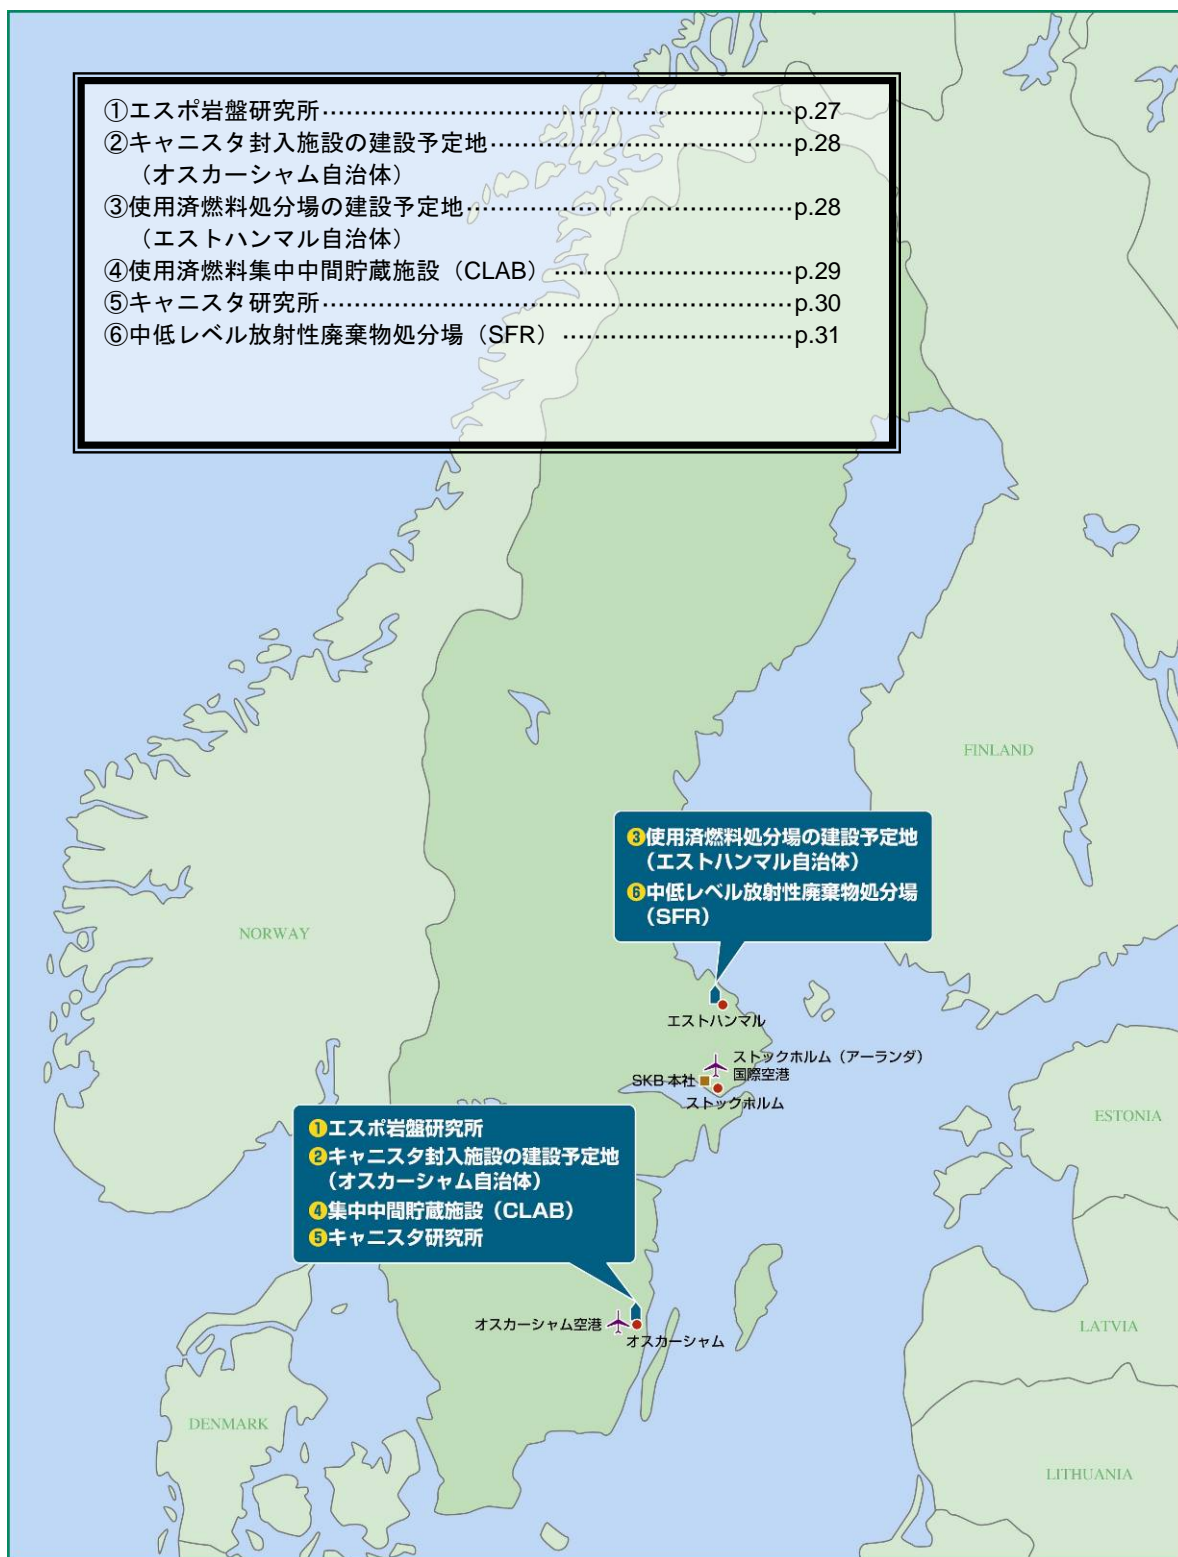 ①エスポ岩盤研究所……………………………………………………p.27
②キャニスタ封入施設の建設予定地…………………………………p.28
（オスカーシャム自治体）
③使用済燃料処分場の建設予定地……………………………………p.28
（エストハンマル自治体）
④使用済燃料集中中間貯蔵施設（CLAB）…………………………p.29
⑤キャニスタ研究所……………………………………………………p.30
⑥中低レベル放射性廃棄物処分場（SFR）…………………………p.31
FINLAND
❸使用済燃料処分場の建設予定地
（エストハンマル自治体）
❻中低レベル放射性廃棄物処分場
（SFR）
NORWAY
エストハンマル
ストックホルム（アーランダ）
国際空港
SKB 本社
ストックホルム
ESTONIA
❶エスポ岩盤研究所
❷キャニスタ封入施設の建設予定地
（オスカーシャム自治体）
❹集中中間貯蔵施設（CLAB）
❺キャニスタ研究所
オスカーシャム空港
オスカーシャム
LATVIA
DENMARK
LITHUANIA